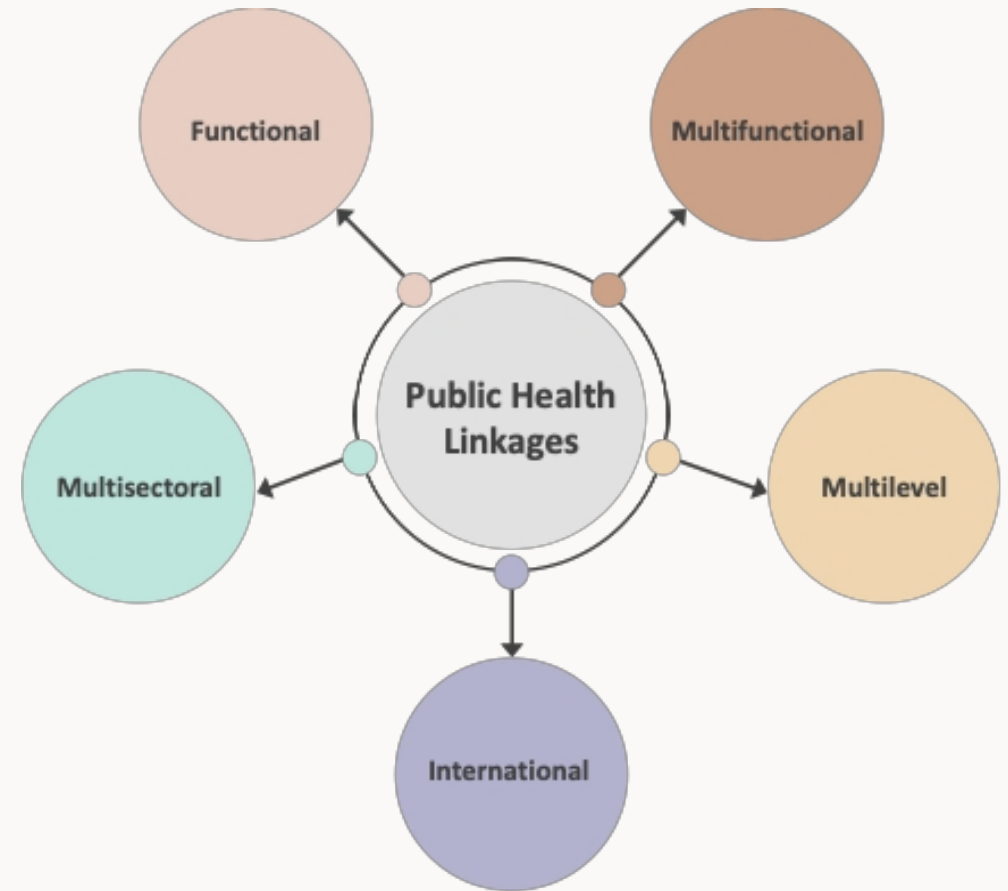 Functional
Multifunctional
Public Health
Linkages
Multisectoral
Multilevel
International